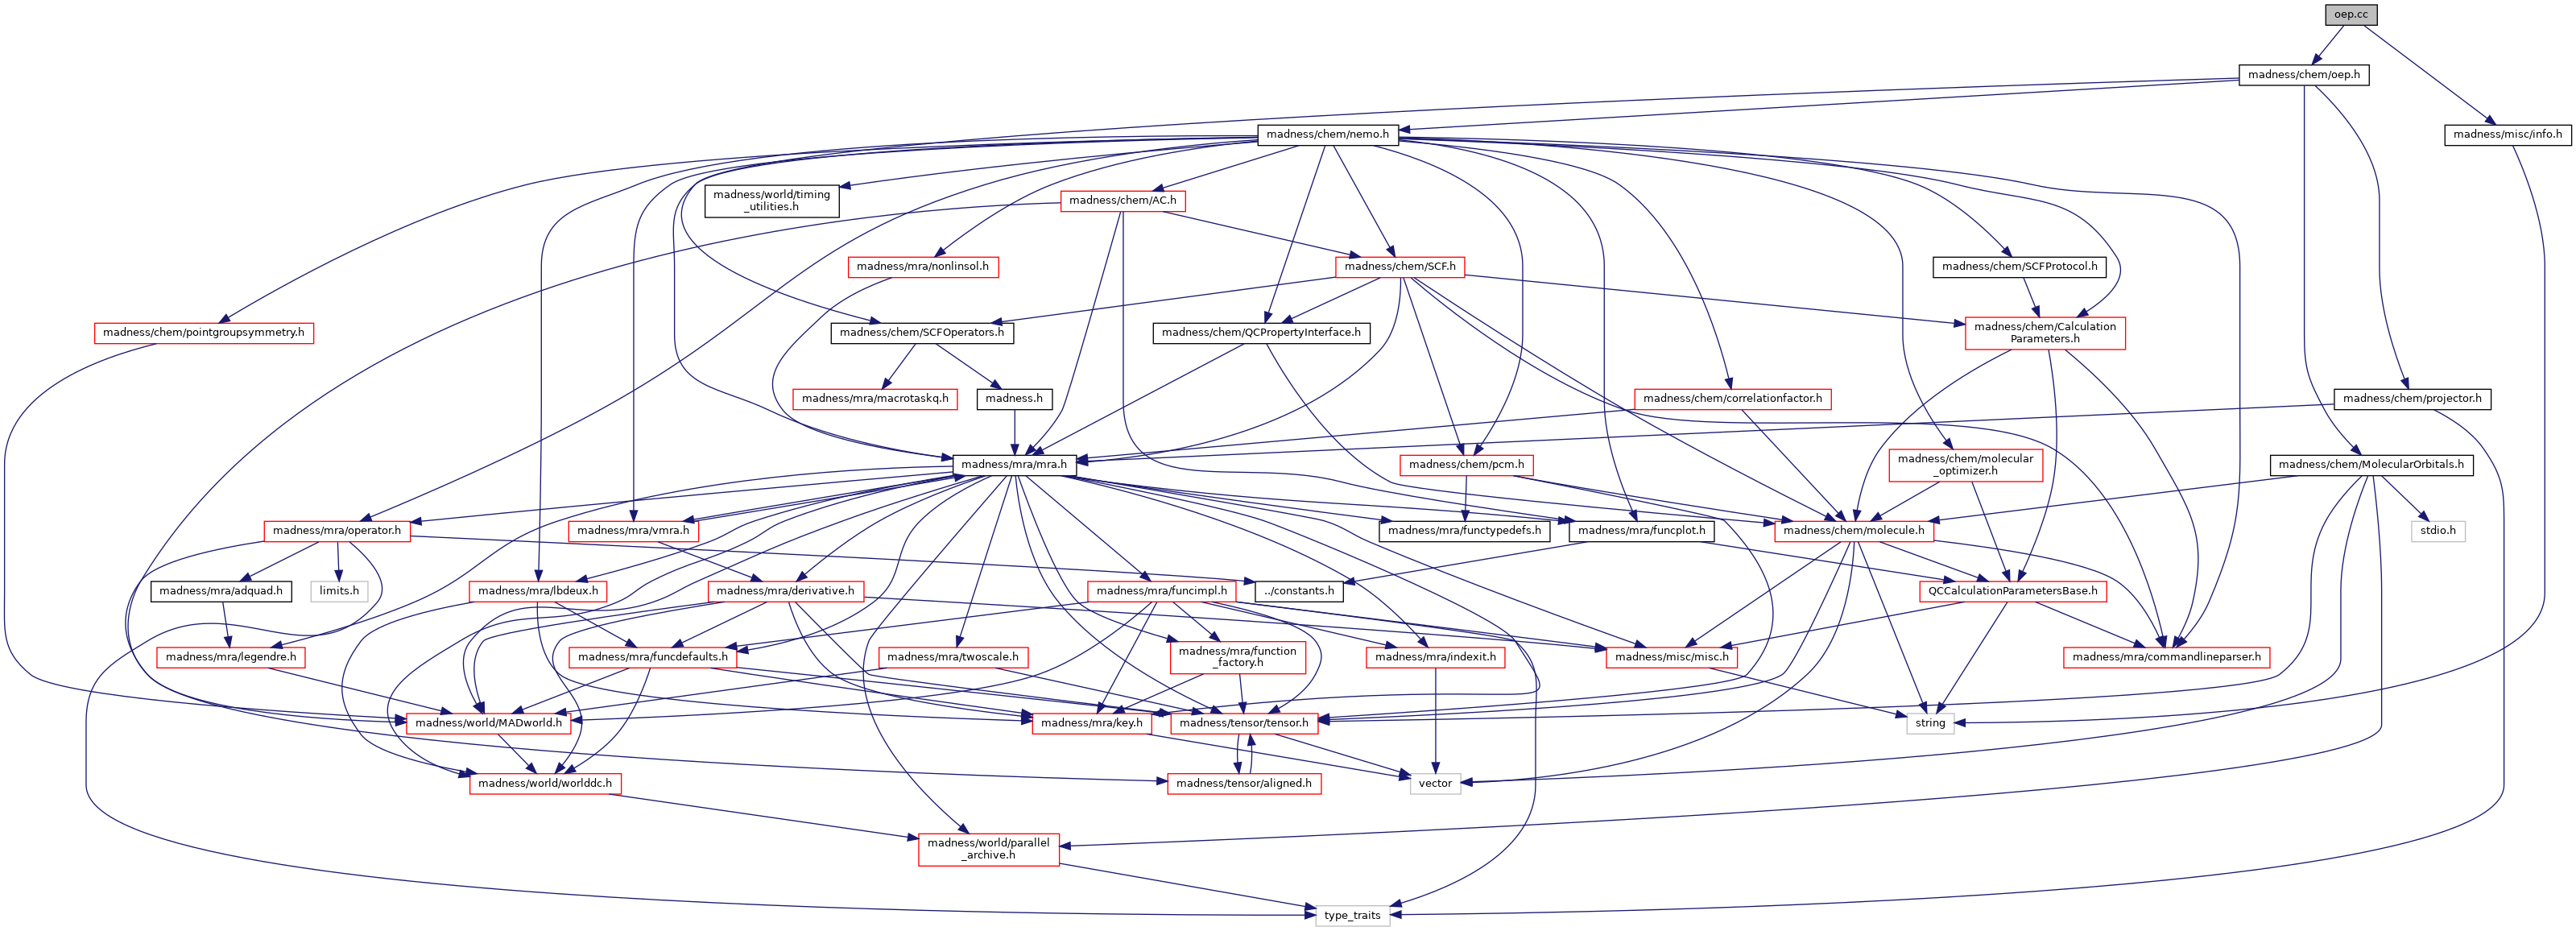 oep.cc
madness/chem/oep.h
madness/chem/nemo.h
madness/misc/info.h
madness/world/timing
_utilities.h
madness/chem/AC.h
madness/mra/nonlinsol.h
madness/chem/SCF.h
madness/chem/SCFProtocol.h
madness/chem/pointgroupsymmetry.h
madness/chem/SCFOperators.h
madness/chem/QCPropertyInterface.h
madness/chem/Calculation
Parameters.h
madness/mra/macrotaskq.h
madness.h
madness/chem/correlationfactor.h
madness/chem/projector.h
madness/mra/mra.h
madness/chem/pcm.h
madness/chem/molecular
_optimizer.h
madness/chem/MolecularOrbitals.h
madness/mra/operator.h
madness/mra/vmra.h
madness/mra/functypedefs.h
madness/mra/funcplot.h
madness/chem/molecule.h
stdio.h
madness/mra/adquad.h
limits.h
madness/mra/lbdeux.h
madness/mra/derivative.h
madness/mra/funcimpl.h
../constants.h
QCCalculationParametersBase.h
madness/mra/legendre.h
madness/mra/funcdefaults.h
madness/mra/twoscale.h
madness/mra/function
_factory.h
madness/mra/indexit.h
madness/misc/misc.h
madness/mra/commandlineparser.h
madness/world/MADworld.h
madness/mra/key.h
madness/tensor/tensor.h
string
madness/world/worlddc.h
madness/tensor/aligned.h
vector
madness/world/parallel
_archive.h
type_traits